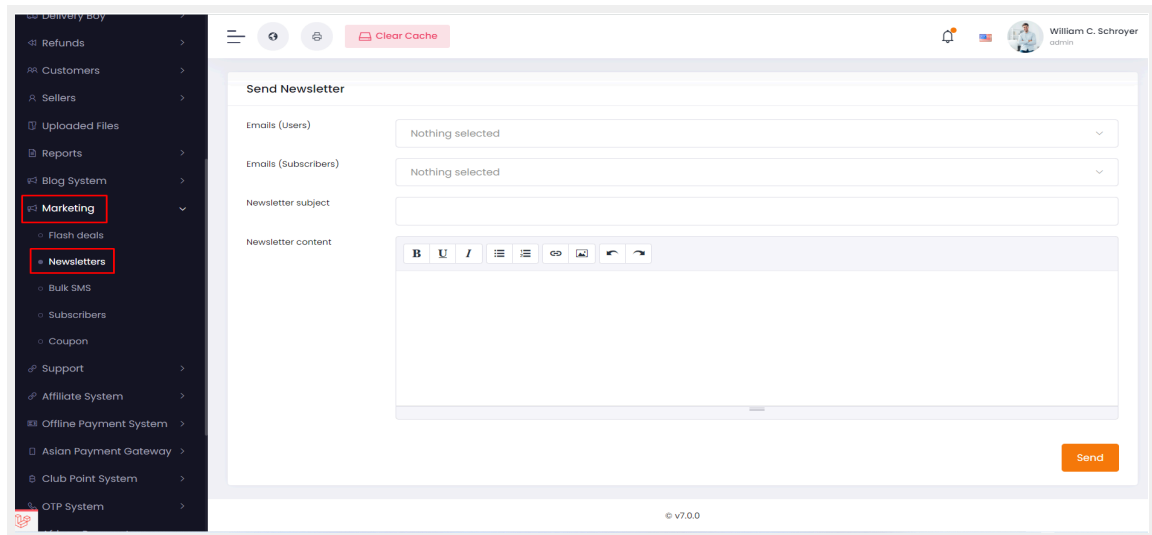 Delivery Boy
Refunds
Customers
Sellers
Uploaded Files
Reports
Blog System
Marketing
Flash deals
Newsletters
Bulk SMS
Subscribers
Coupon
Support
Affiliate System
Offline Payment System
Asian Payment Gateway
Club Point System
OTP System
Clear Cache
William C. Schroyer
admin
Send Newsletter
Emails (Users)
Nothing selected
Emails (Subscribers)
Nothing selected
Newsletter subject
Newsletter content
B U I
Send
© v7.0.0